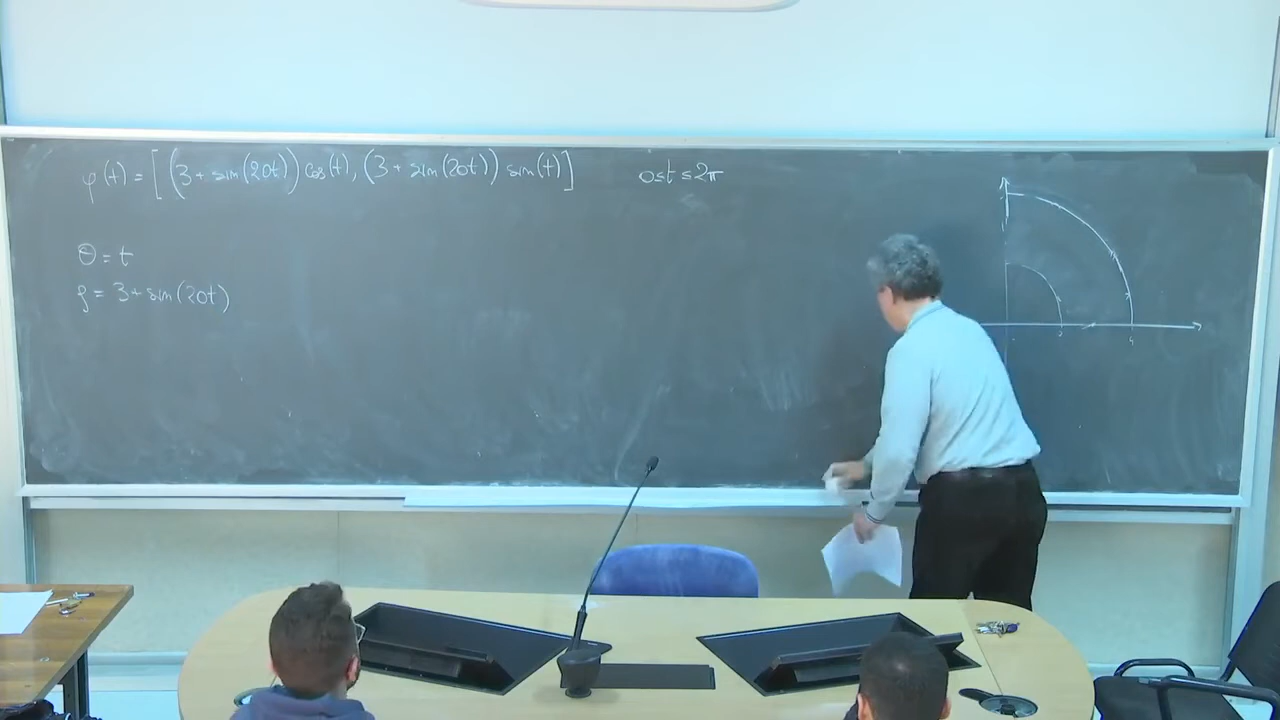 φ(t) = [(3 + sin(20t)) cos(t), (3 + sin(20t)) sin(t)] 0 ≤ t ≤ 2π
θ = t
ρ = 3 + sin(20t)